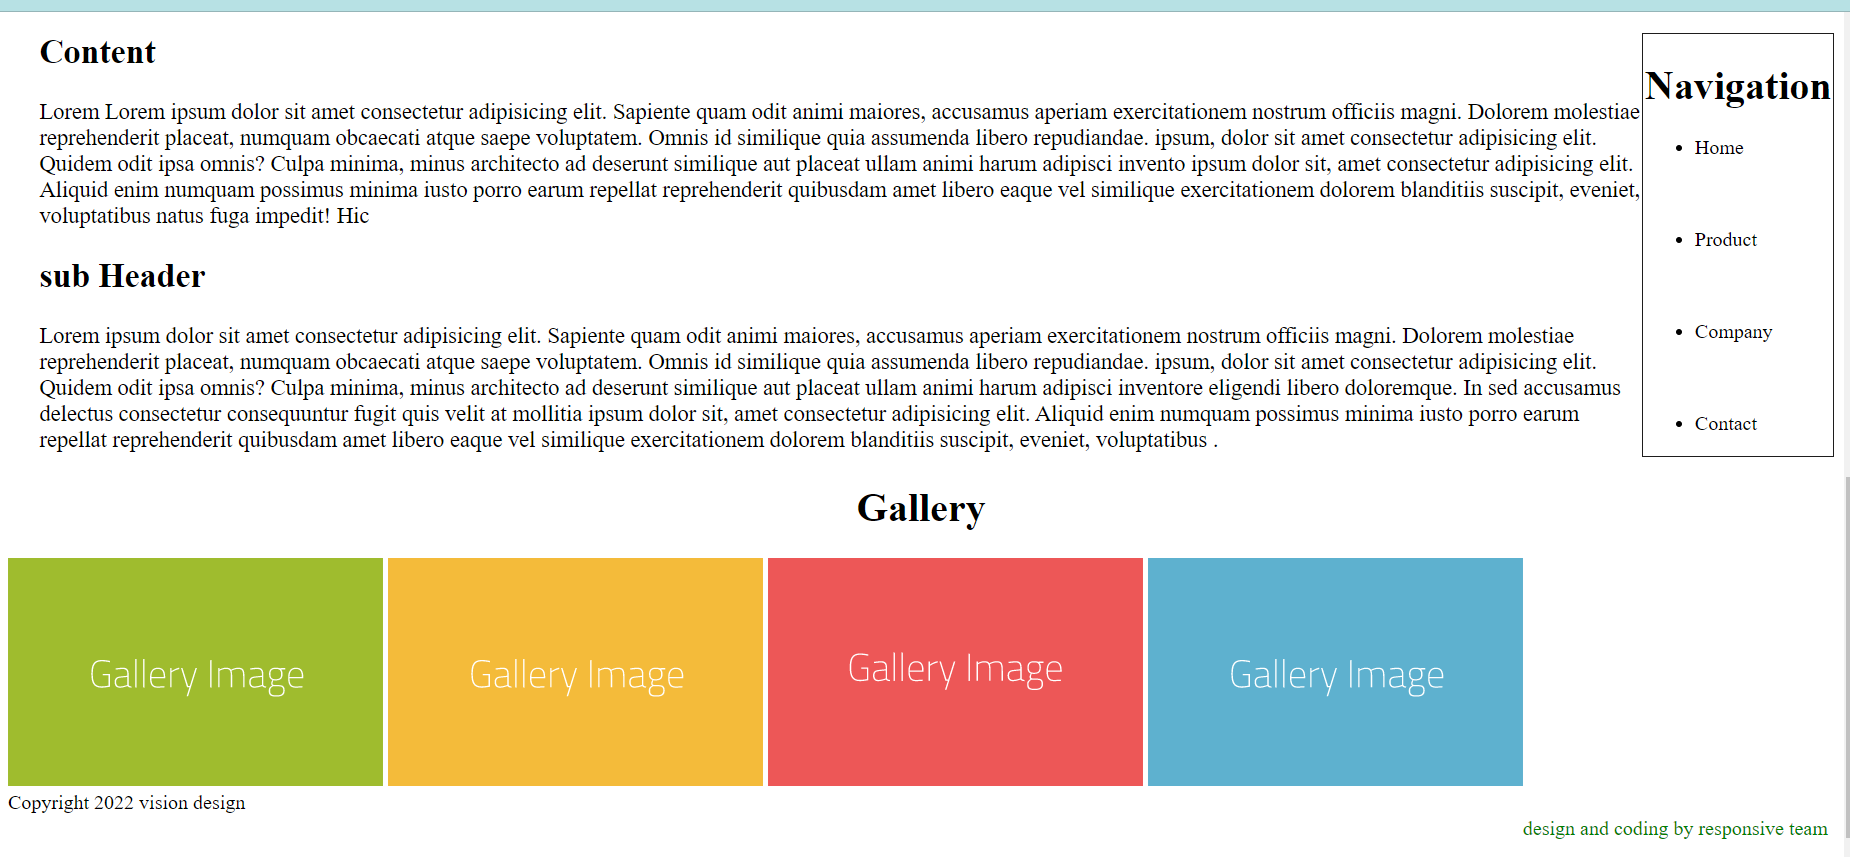 Content
Lorem Lorem ipsum dolor sit amet consectetur adipisicing elit. Sapiente quam odit animi maiores, accusamus aperiam exercitationem nostrum officiis magni. Dolorem molestiae
reprehenderit placeat, numquam obcaecati atque saepe voluptatem. Omnis id similique quia assumenda libero repudiandae. ipsum, dolor sit amet consectetur adipisicing elit.
Quidem odit ipsa omnis? Culpa minima, minus architecto ad deserunt similique aut placeat ullam animi harum adipisci invento ipsum dolor sit, amet consectetur adipisicing elit.
Aliquid enim numquam possimus minima iusto porro earum repellat reprehenderit quibusdam amet libero eaque vel similique exercitationem dolorem blanditiis suscipit, eveniet,
voluptatibus natus fuga impedit! Hic
sub Header
Lorem ipsum dolor sit amet consectetur adipisicing elit. Sapiente quam odit animi maiores, accusamus aperiam exercitationem nostrum officiis magni. Dolorem molestiae
reprehenderit placeat, numquam obcaecati atque saepe voluptatem. Omnis id similique quia assumenda libero repudiandae. ipsum, dolor sit amet consectetur adipisicing elit.
Quidem odit ipsa omnis? Culpa minima, minus architecto ad deserunt similique aut placeat ullam animi harum adipisci inventore eligendi libero doloremque. In sed accusamus
delectus consectetur consequuntur fugit quis velit at mollitia ipsum dolor sit, amet consectetur adipisicing elit. Aliquid enim numquam possimus minima iusto porro earum
repellat reprehenderit quibusdam amet libero eaque vel similique exercitationem dolorem blanditiis suscipit, eveniet, voluptatibus .
Navigation
• Home
• Product
• Company
• Contact
Gallery
Gallery Image
Gallery Image
Gallery Image
Gallery Image
Copyright 2022 vision design
design and coding by responsive team